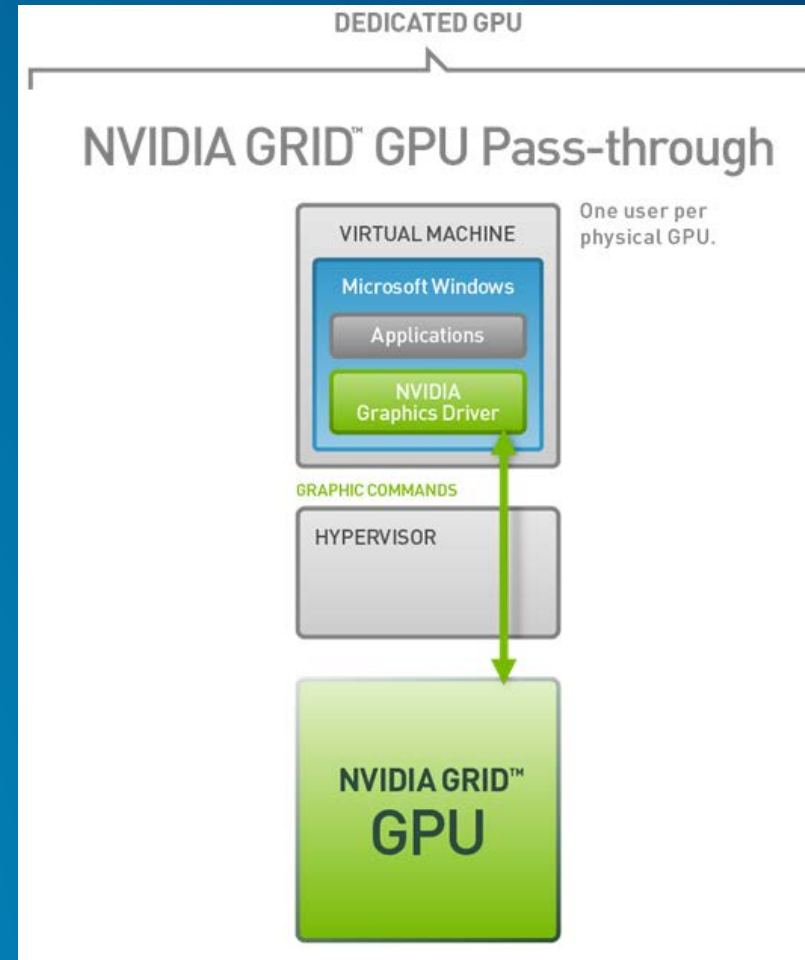 DEDICATED GPU
NVIDIA GRID™ GPU Pass-through
One user per
physical GPU.
VIRTUAL MACHINE
Microsoft Windows
Applications
NVIDIA
Graphics Driver
GRAPHIC COMMANDS
HYPERVISOR
NVIDIA GRID™
GPU